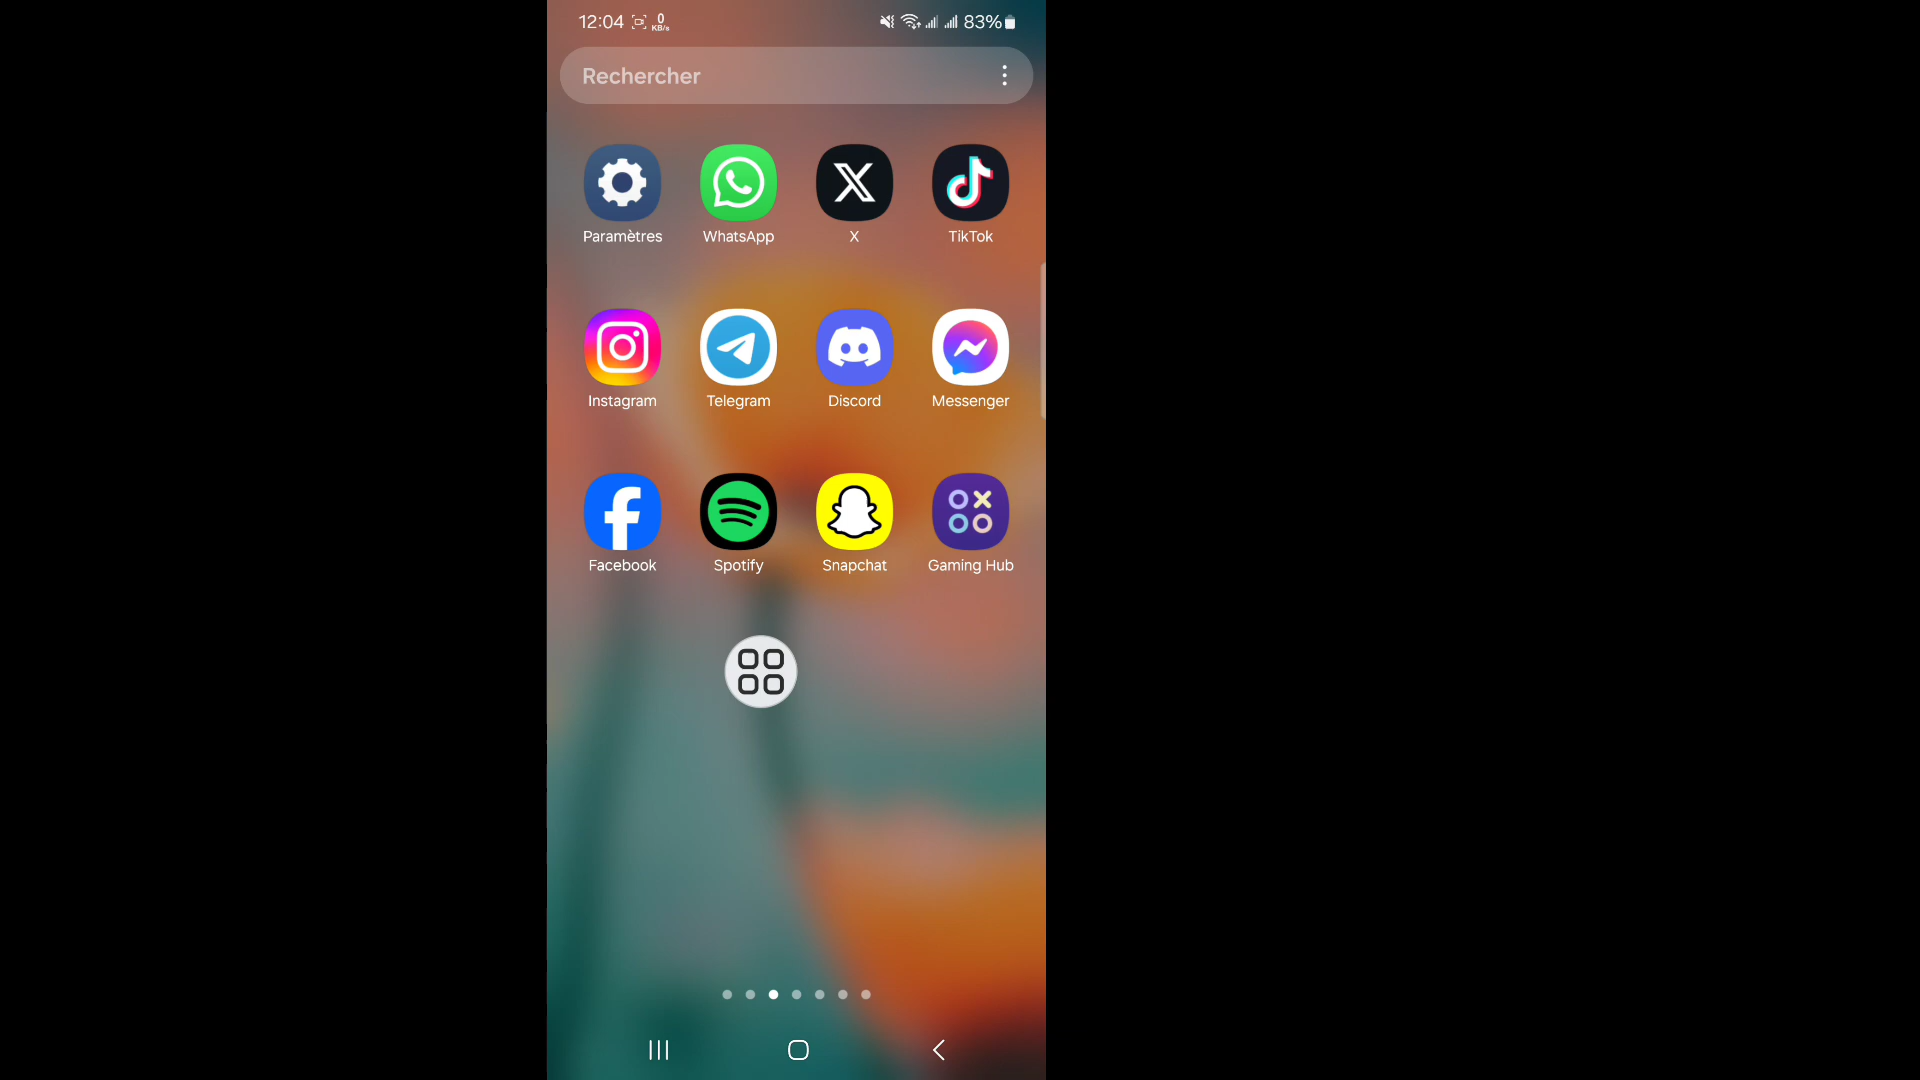 12:04 0 KB/s 83%
Rechercher
Paramètres WhatsApp X TikTok
Instagram Telegram Discord Messenger
Facebook Spotify Snapchat Gaming Hub